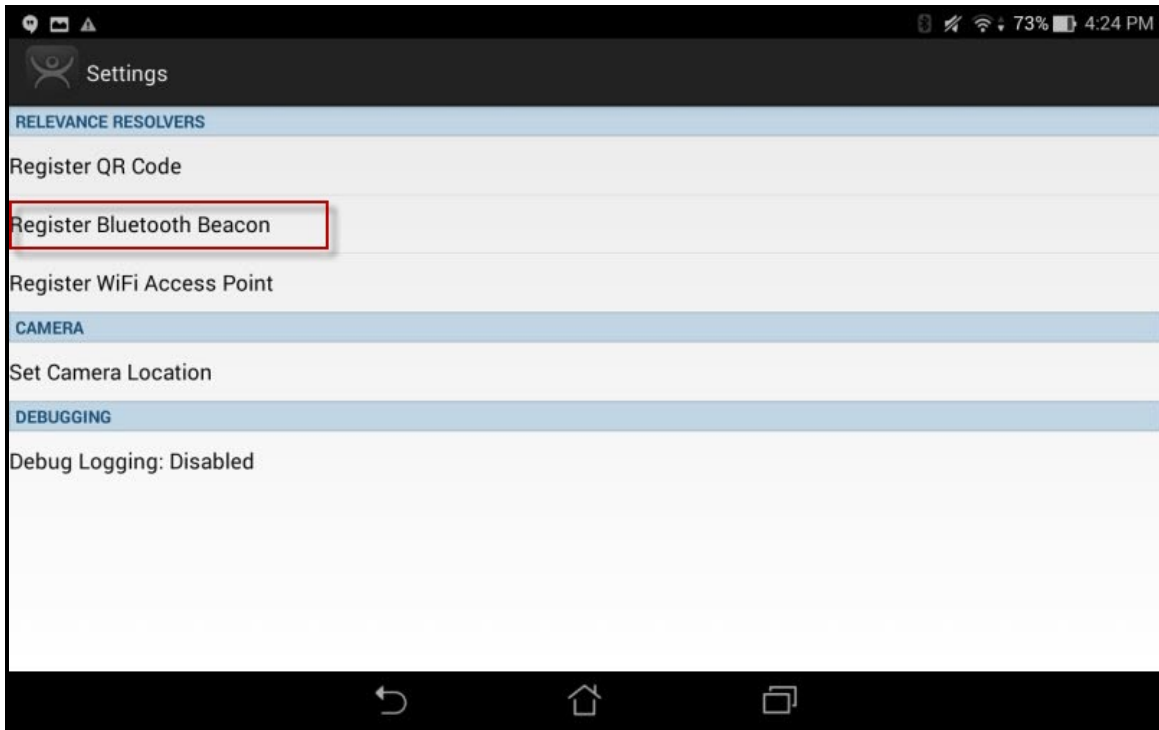 73% 4:24 PM
Settings
RELEVANCE RESOLVERS
Register QR Code
Register Bluetooth Beacon
Register WiFi Access Point
CAMERA
Set Camera Location
DEBUGGING
Debug Logging: Disabled